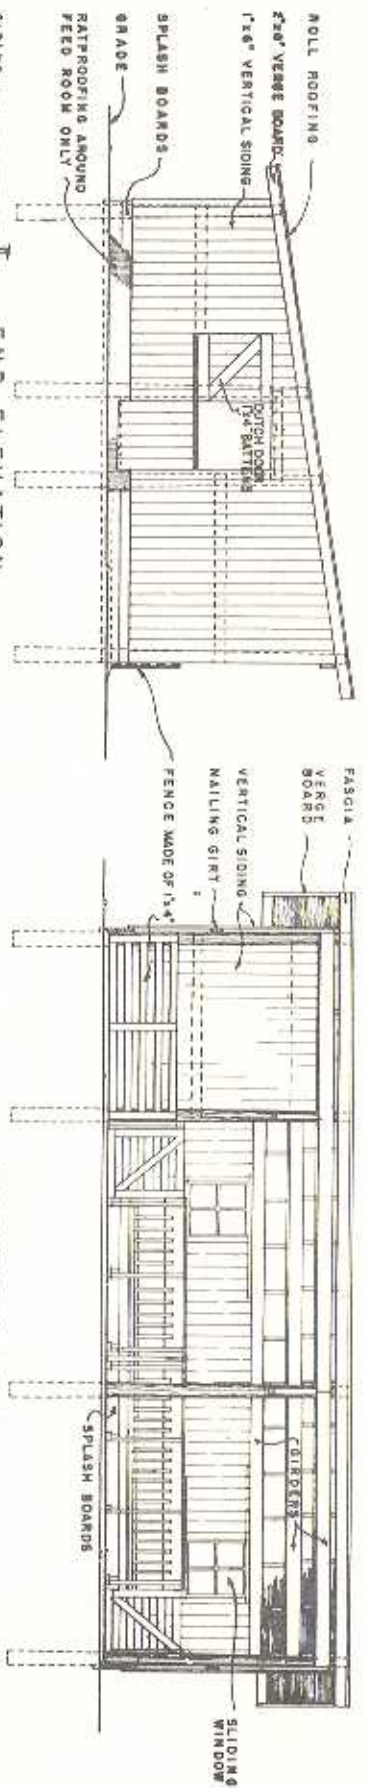 ROLL ROOFING
2"x6" VERGE BOARD
1"x6" VERTICAL SIDING
SPLASH BOARDS
GRADE
RATPROOFING AROUND
FEED ROOM ONLY
DUTCH DOOR
1"x4" BATTENS
END ELEVATION
FASCIA
VERGE
BOARD
VERTICAL SIDING
NAILING GIRT
FENCE MADE OF 1"x4"
GIRDERS
SPLASH BOARDS
SLIDING
WINDOW